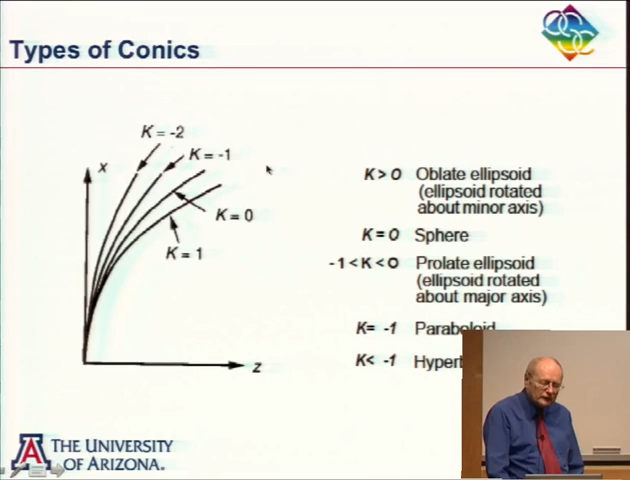 Types of Conics
K = -2
x
K = -1
K = 0
K = 1
z
K > 0 Oblate ellipsoid
(ellipsoid rotated
about minor axis)
K = 0 Sphere
-1 < K < 0 Prolate ellipsoid
(ellipsoid rotated
about major axis)
K= -1 Paraboloid
K< -1
A THE UNIVERSITY
OF ARIZONA.